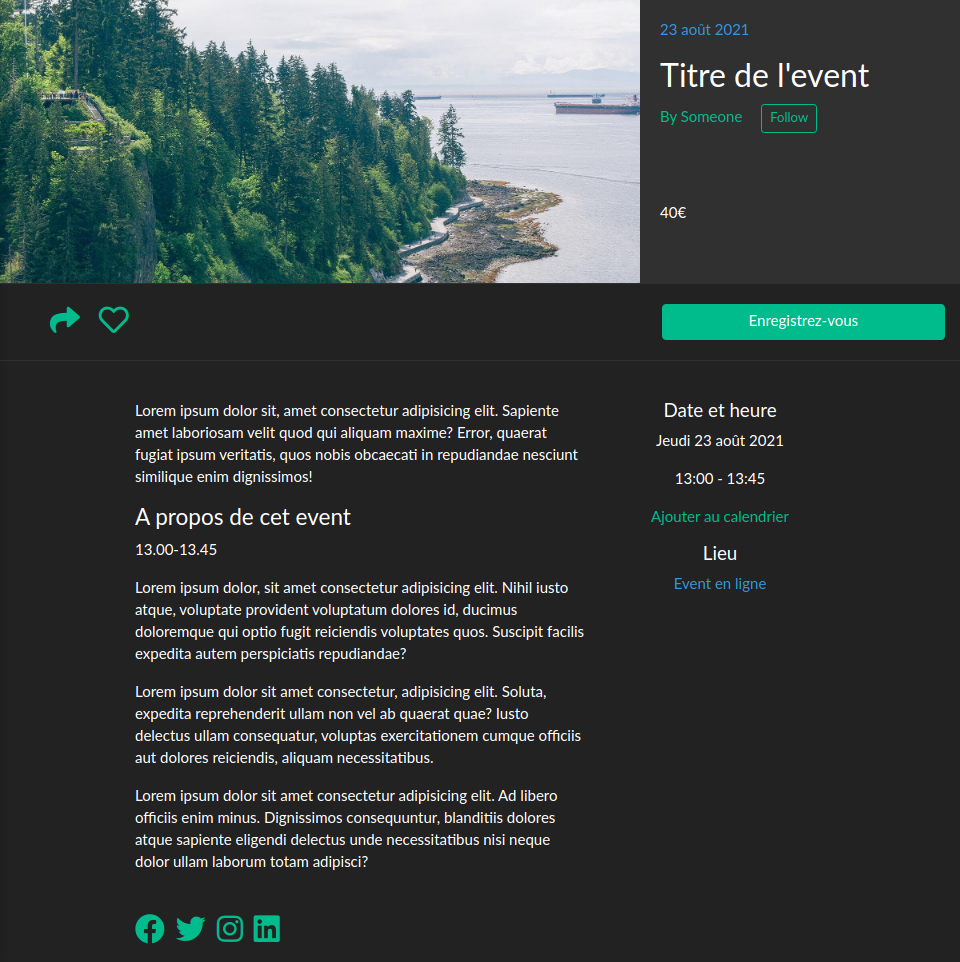 23 août 2021
Titre de l'event
By Someone
Follow
40€
Enregistrez-vous
Lorem ipsum dolor sit, amet consectetur adipisicing elit. Sapiente
amet laboriosam velit quod qui aliquam maxime? Error, quaerat
fugiat ipsum veritatis, quos nobis obcaecati in repudiandae nesciunt
similique enim dignissimos!
A propos de cet event
13.00-13.45
Lorem ipsum dolor, sit amet consectetur adipisicing elit. Nihil iusto
atque, voluptate provident voluptatum dolores id, ducimus
doloremque qui optio fugit reiciendis voluptates quos. Suscipit facilis
expedita autem perspiciatis repudiandae?
Lorem ipsum dolor sit amet consectetur, adipisicing elit. Soluta,
expedita reprehenderit ullam non vel ab quaerat quae? Iusto
delectus ullam consequatur, voluptas exercitationem cumque officiis
aut dolores reiciendis, aliquam necessitatibus.
Lorem ipsum dolor sit amet consectetur adipisicing elit. Ad libero
officiis enim minus. Dignissimos consequuntur, blanditiis dolores
atque sapiente eligendi delectus unde necessitatibus nisi neque
dolor ullam laborum totam adipisci?
Date et heure
Jeudi 23 août 2021
13:00 - 13:45
Ajouter au calendrier
Lieu
Event en ligne